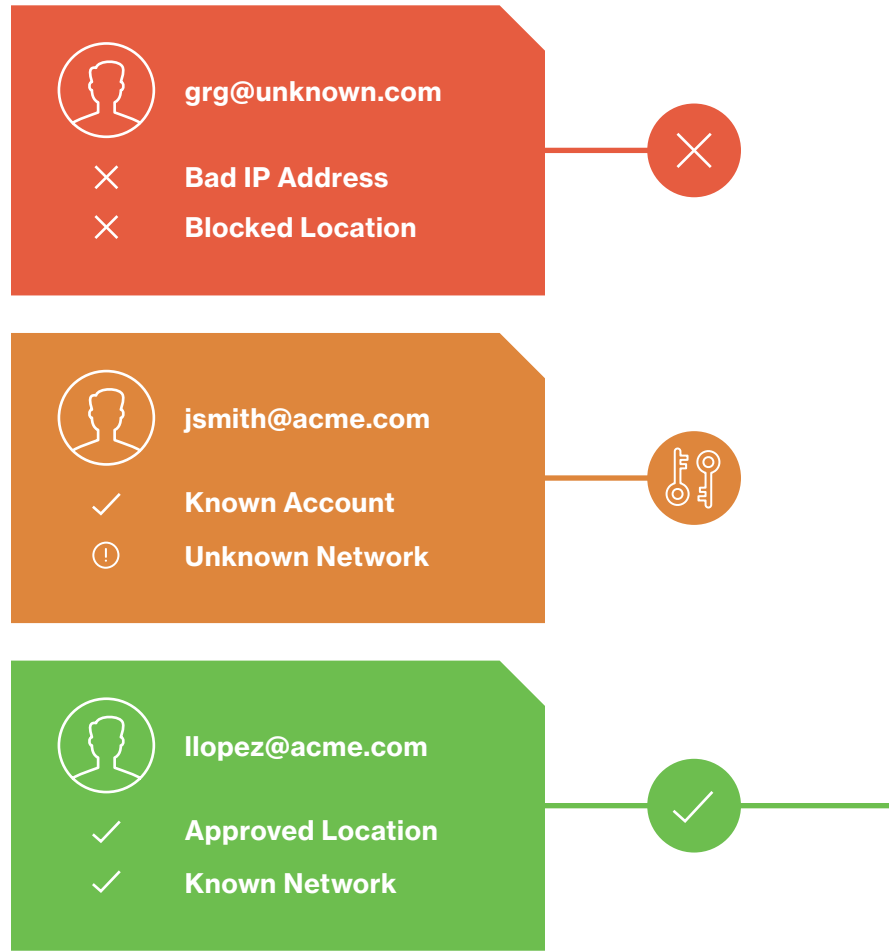 grg@unknown.com
Bad IP Address
Blocked Location
jsmith@acme.com
Known Account
Unknown Network
llopez@acme.com
Approved Location
Known Network